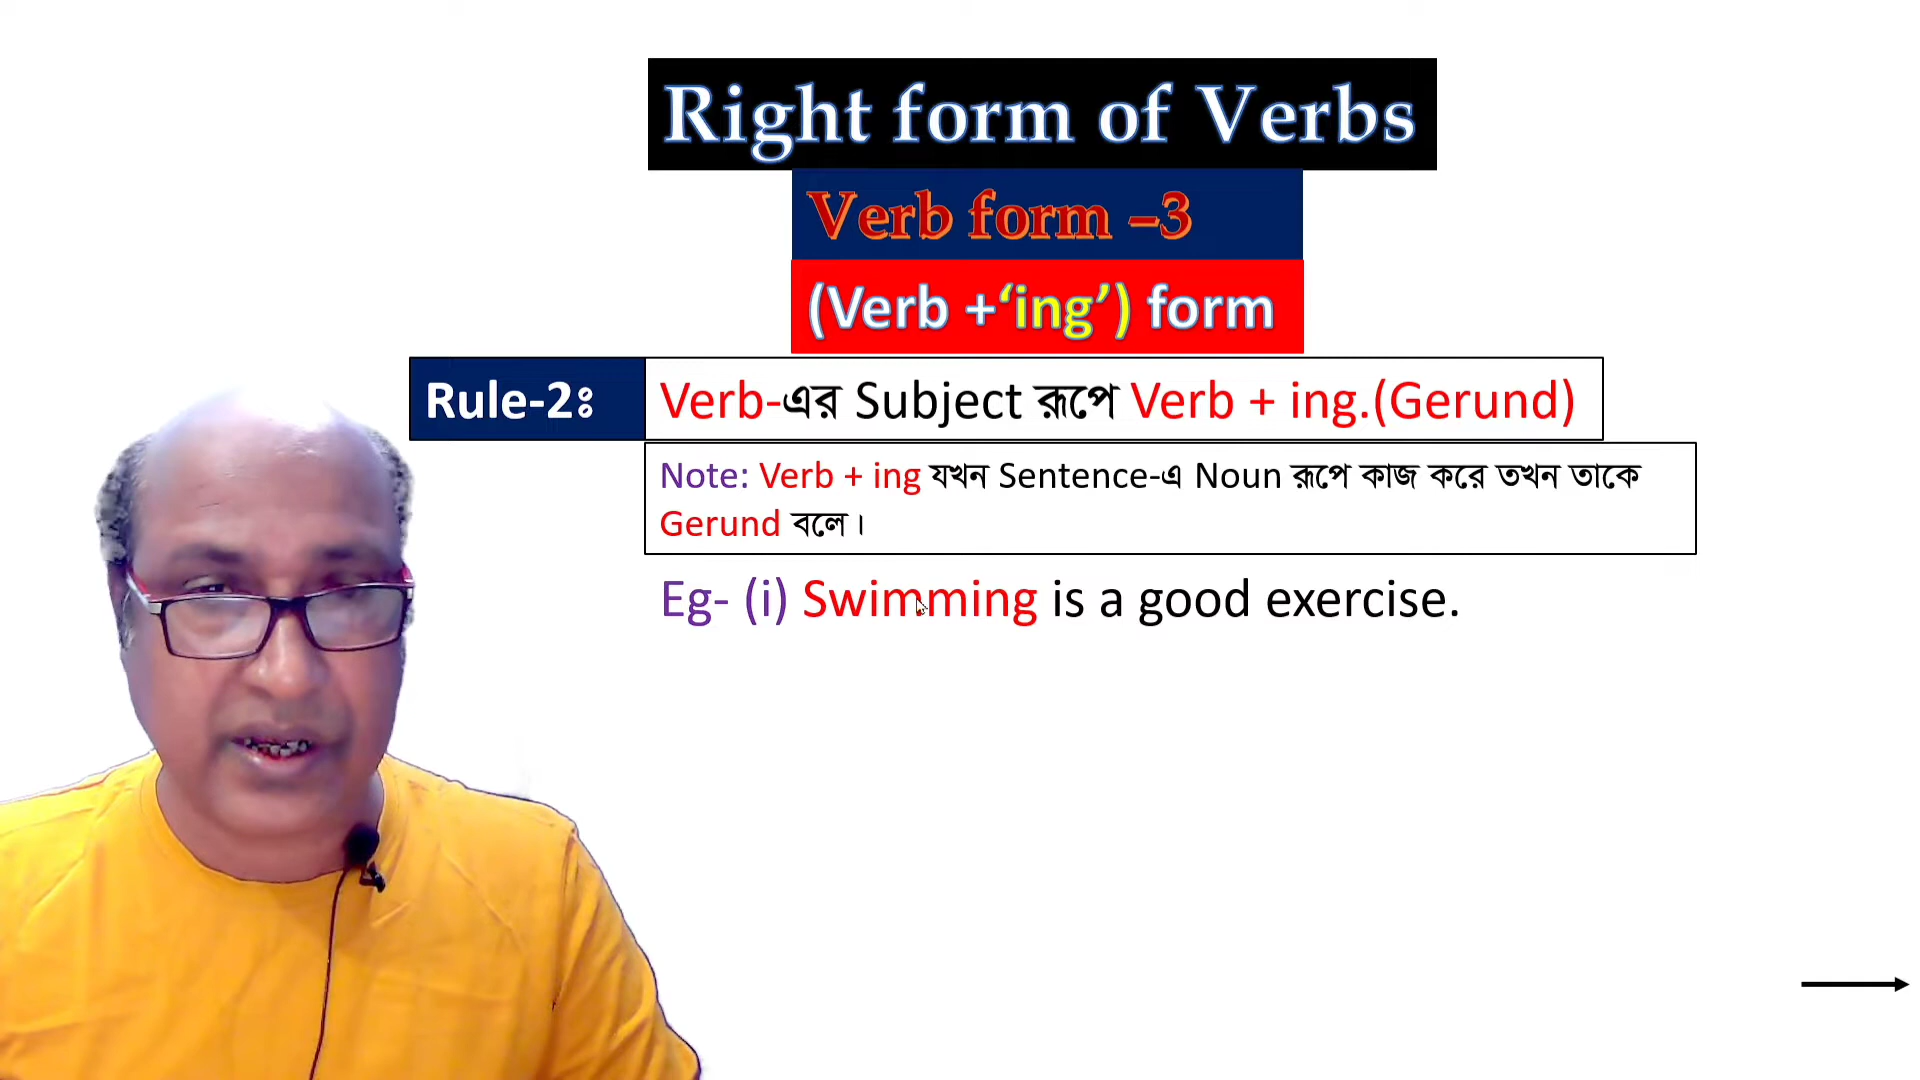 Right form of Verbs
Verb form –3
(Verb +‘ing’) form
Rule-2ঃ Verb-এর Subject রূপে Verb + ing.(Gerund)
Note: Verb + ing যখন Sentence-এ Noun রূপে কাজ করে তখন তাকে
Gerund বলে।
Eg- (i) Swimming is a good exercise.